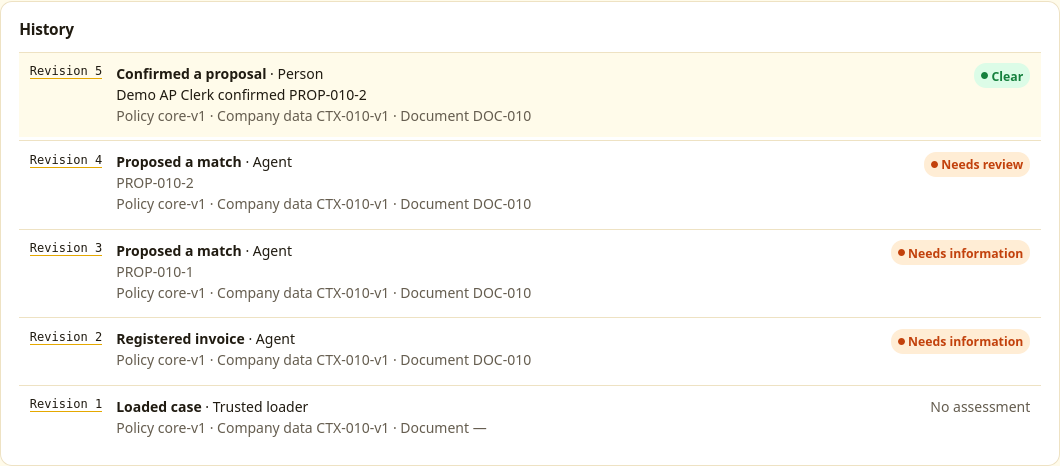 History
Revision 5
Confirmed a proposal · Person
Clear
Demo AP Clerk confirmed PROP-010-2
Policy core-v1 · Company data CTX-010-v1 · Document DOC-010
Revision 4
Proposed a match · Agent
Needs review
PROP-010-2
Policy core-v1 · Company data CTX-010-v1 · Document DOC-010
Revision 3
Proposed a match · Agent
Needs information
PROP-010-1
Policy core-v1 · Company data CTX-010-v1 · Document DOC-010
Revision 2
Registered invoice · Agent
Needs information
Policy core-v1 · Company data CTX-010-v1 · Document DOC-010
Revision 1
Loaded case · Trusted loader
No assessment
Policy core-v1 · Company data CTX-010-v1 · Document —